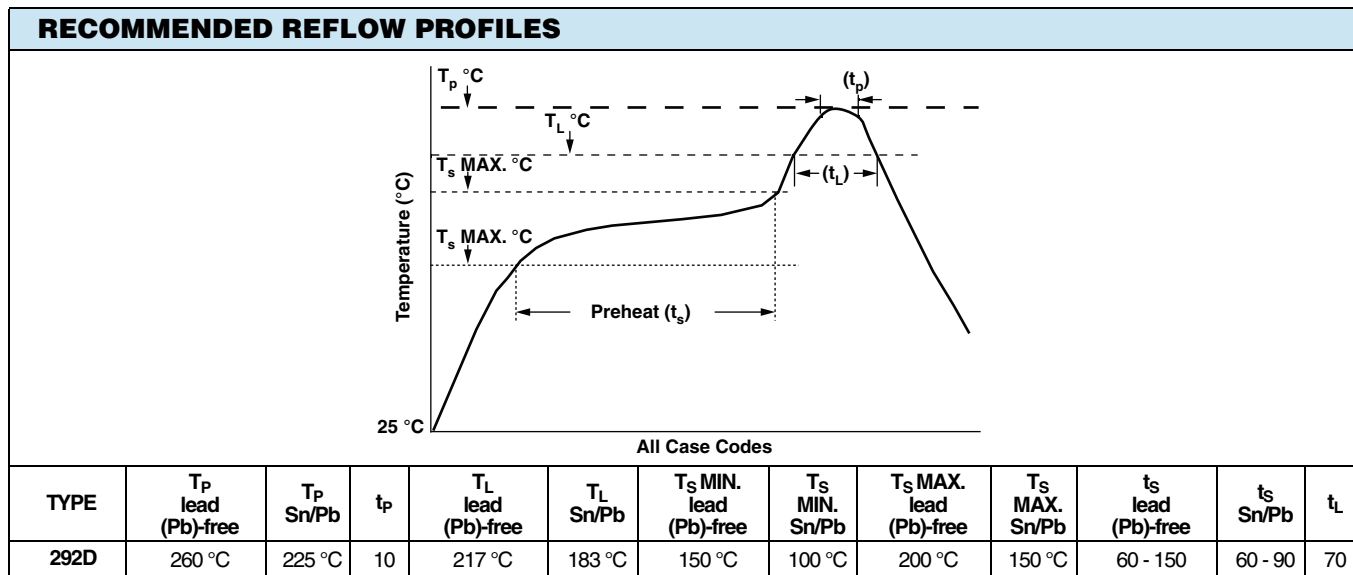 RECOMMENDED REFLOW PROFILES
Tp °C
(tp)
TL °C
Ts MAX. °C
(tL)
Ts MAX. °C
Temperature (°C)
Preheat (ts)
25 °C
All Case Codes
TYPE TP lead (Pb)-free TP Sn/Pb tP TL lead (Pb)-free TL Sn/Pb TS MIN. lead (Pb)-free TS MIN. Sn/Pb TS MAX. lead (Pb)-free TS MAX. Sn/Pb tS lead (Pb)-free tS Sn/Pb tL
292D 260 °C 225 °C 10 217 °C 183 °C 150 °C 100 °C 200 °C 150 °C 60 - 150 60 - 90 70